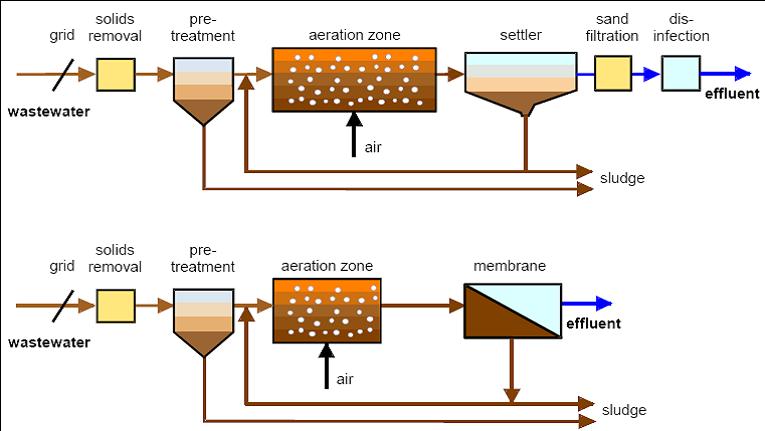 grid
solids
removal
pre-
treatment
aeration zone
settler
sand
filtration
dis-
infection
wastewater
effluent
air
sludge
grid
solids
removal
pre-
treatment
aeration zone
membrane
wastewater
effluent
air
sludge